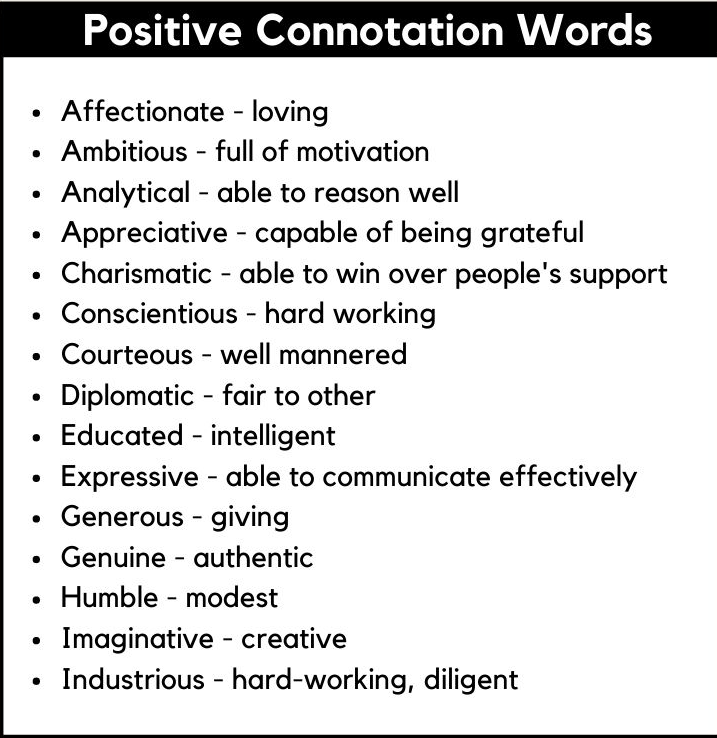 Positive Connotation Words
• Affectionate - loving
• Ambitious - full of motivation
• Analytical - able to reason well
• Appreciative - capable of being grateful
• Charismatic - able to win over people's support
• Conscientious - hard working
• Courteous - well mannered
• Diplomatic - fair to other
• Educated - intelligent
• Expressive - able to communicate effectively
• Generous - giving
• Genuine - authentic
• Humble - modest
• Imaginative - creative
• Industrious - hard-working, diligent